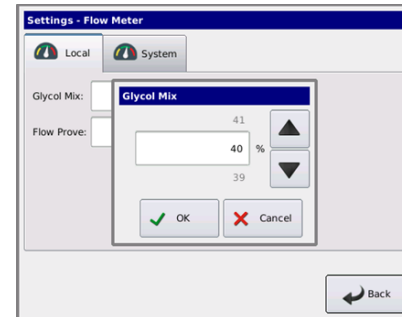 Settings - Flow Meter
Local System
Glycol Mix:
Glycol Mix
41
Flow Prove:
40 %
39
OK Cancel
Back